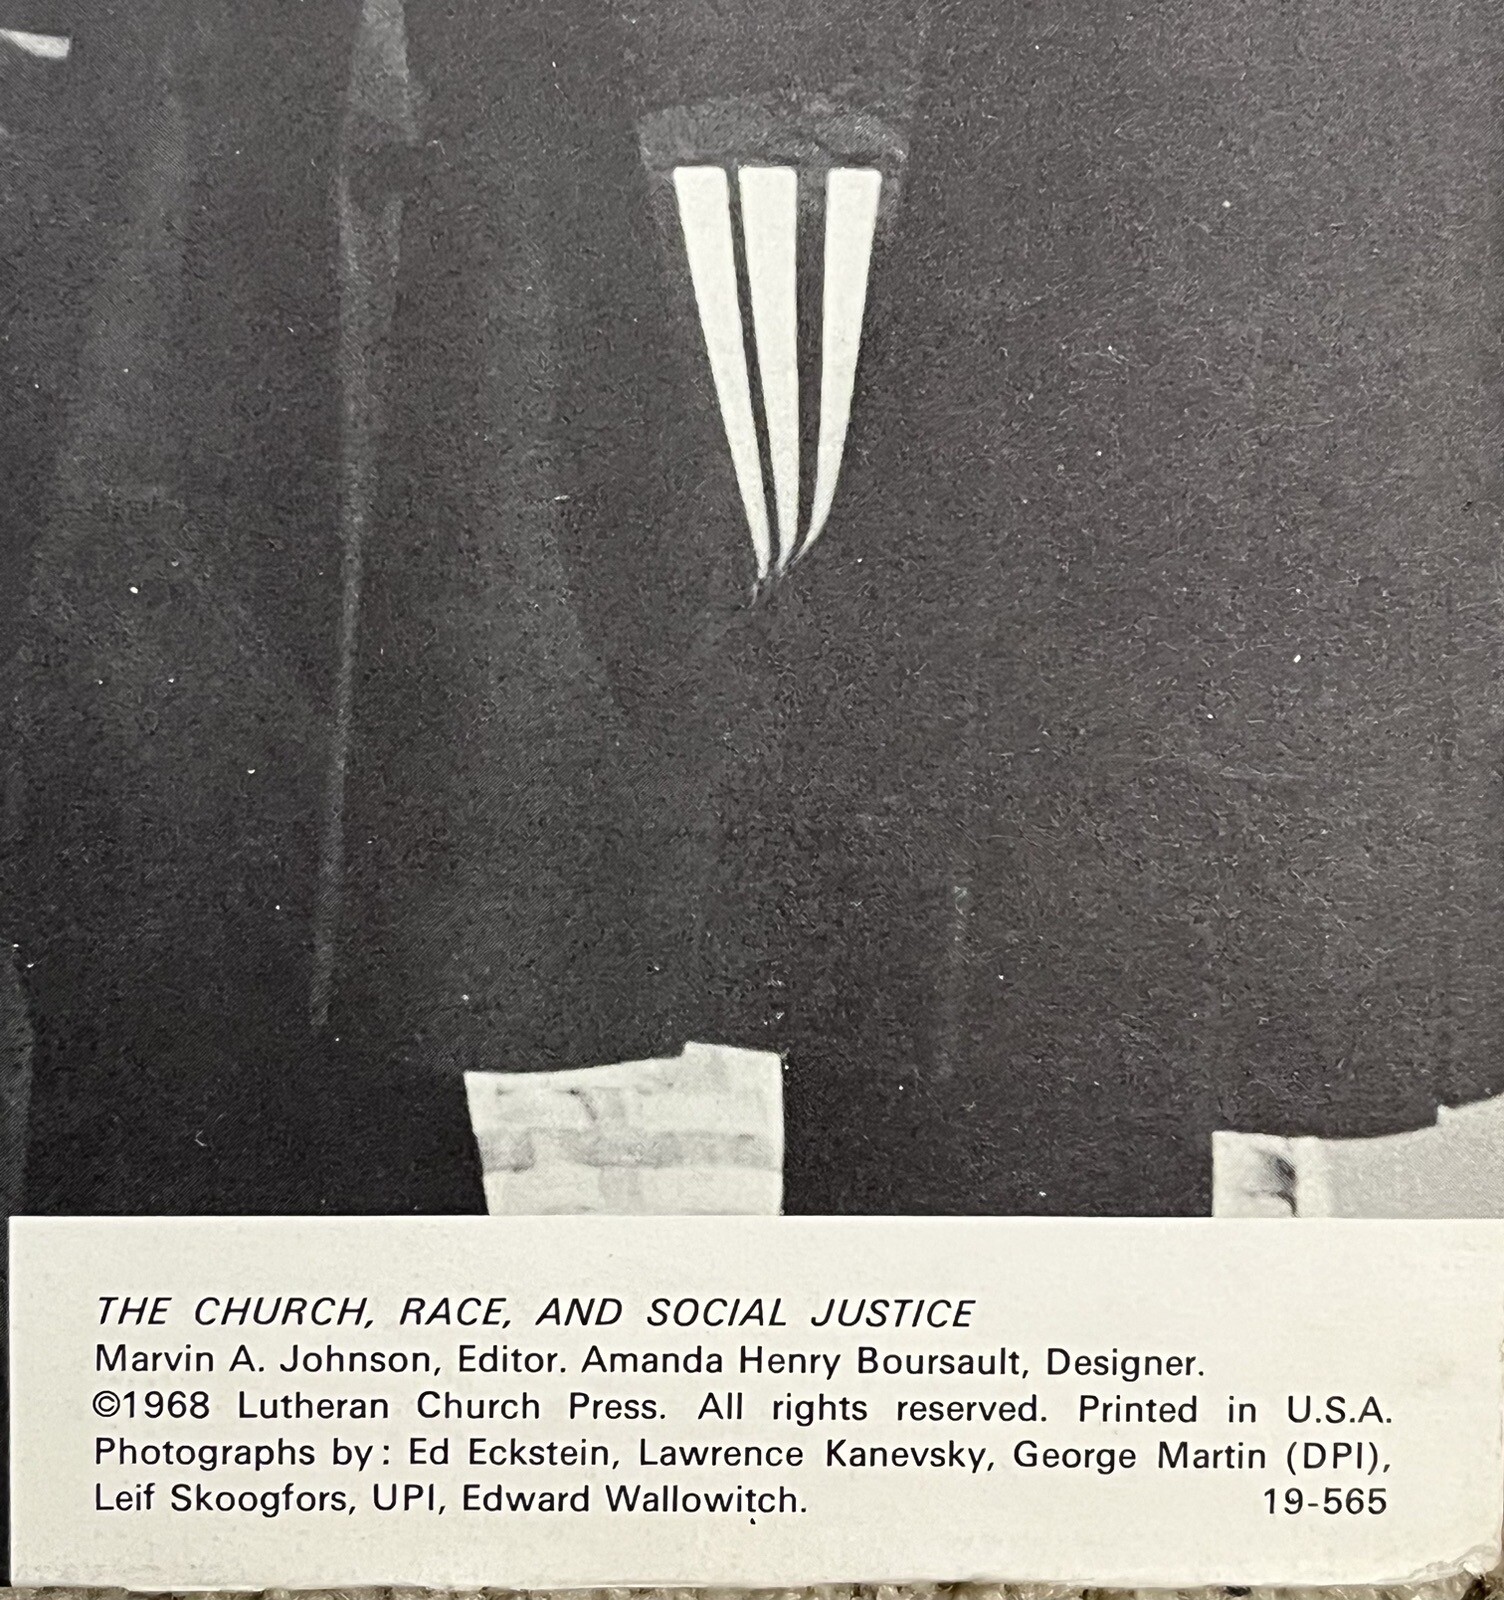 THE CHURCH, RACE, AND SOCIAL JUSTICE
Marvin A. Johnson, Editor. Amanda Henry Boursault, Designer.
©1968 Lutheran Church Press. All rights reserved. Printed in U.S.A.
Photographs by: Ed Eckstein, Lawrence Kanevsky, George Martin (DPI),
Leif Skoogfors, UPI, Edward Wallowitch. 19-565